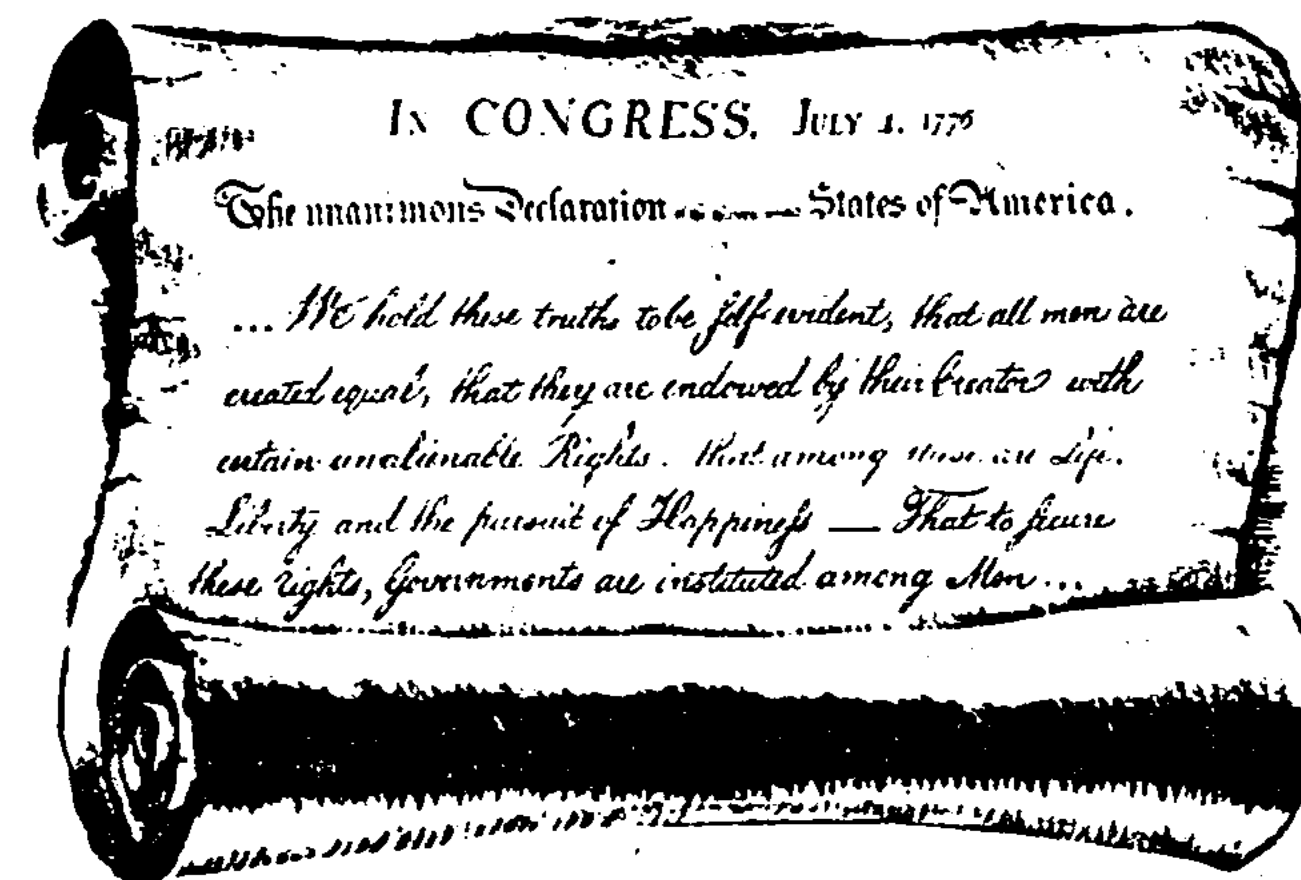 IN CONGRESS. JULY 4. 1776
The unanimous Declaration States of America.
... We hold these truths to be self-evident, that all men are
created equal, that they are endowed by their Creator with
certain unalienable Rights. that among these are Life.
Liberty and the pursuit of Happiness — That to secure
these rights, Governments are instituted among Men ...